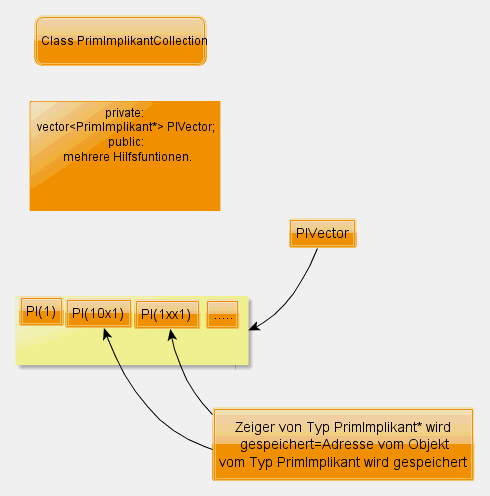 Class PrimImplikantCollection
private:
vector<PrimImplikant*> PIVector;
public:
mehrere Hilfsfuntionen.
PIVector
PI(1)
PI(10x1)
PI(1xx1)
.....
Zeiger von Typ PrimImplikant* wird
gespeichert=Adresse vom Objekt
vom Typ PrimImplikant wird gespeichert